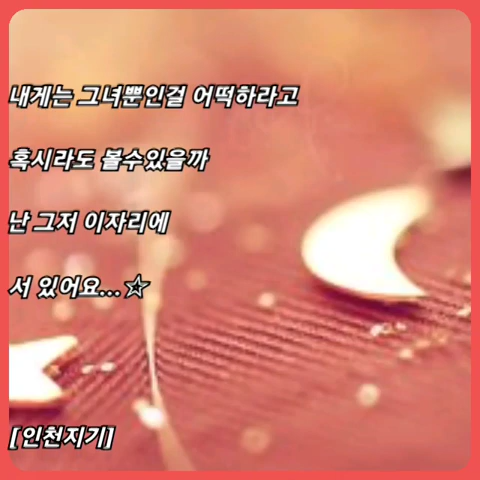 내게는 그녀뿐인걸 어떡하라고
혹시라도 볼수있을까
난 그저 이자리에
서 있어요...☆
[인천지기]